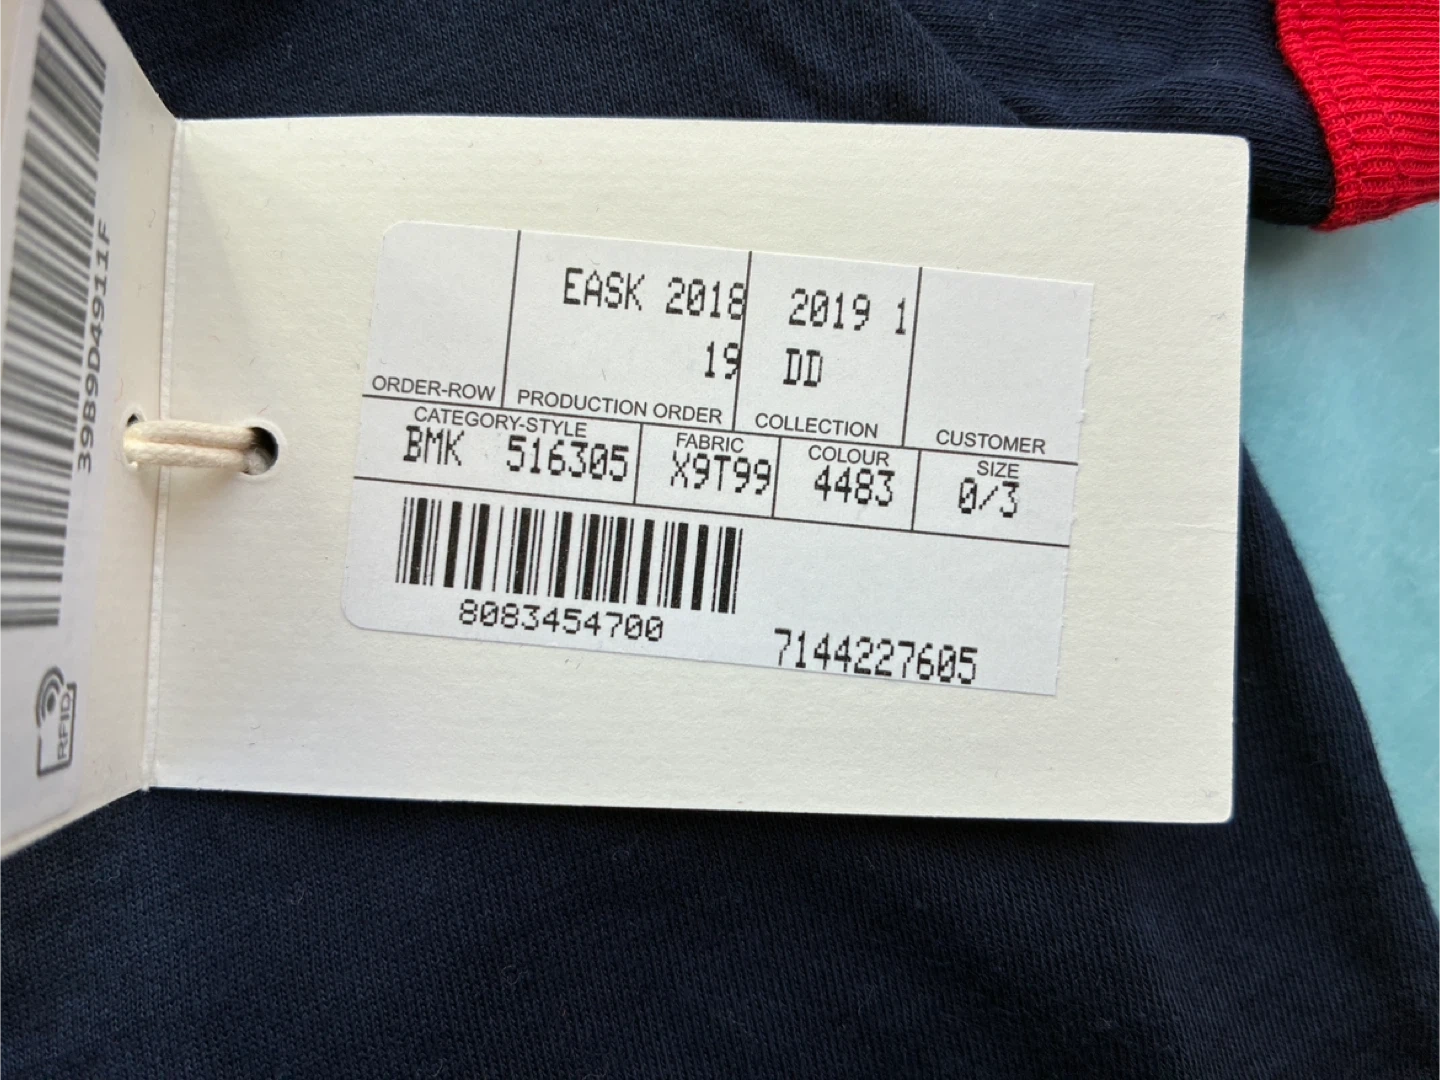 39B9D4911F
RFID
EASK 2018
19
2019 1
DD
ORDER-ROW
PRODUCTION ORDER
COLLECTION
CUSTOMER
CATEGORY-STYLE
BMK 516305
FABRIC
X9T99
COLOUR
4483
SIZE
0/3
8083454700
7144227605